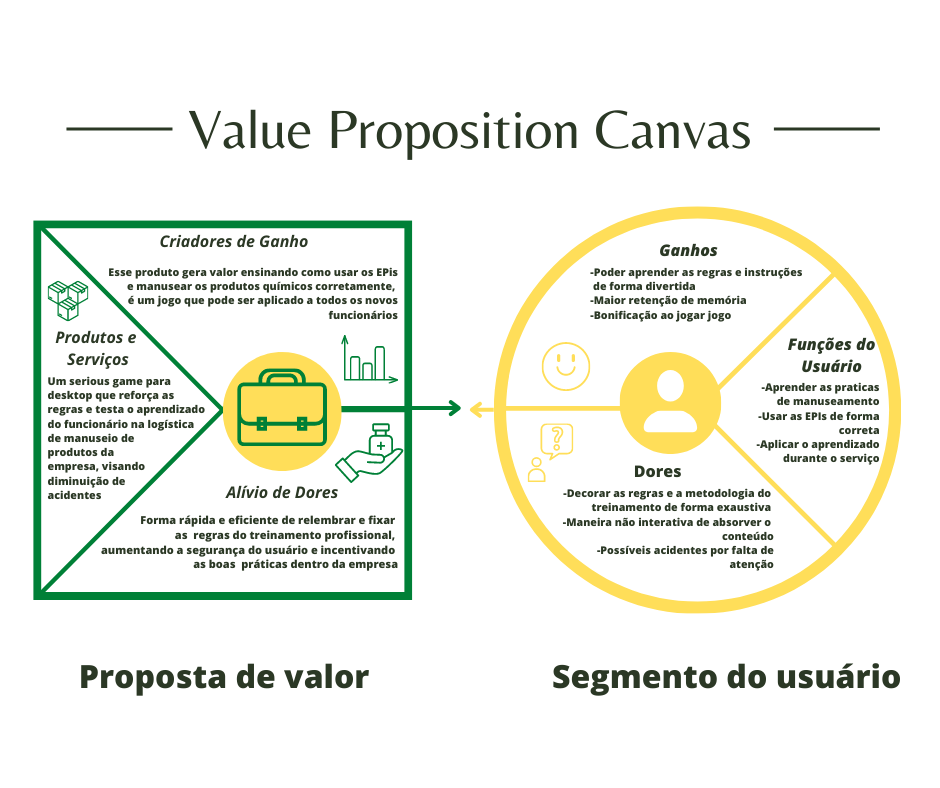 Value Proposition Canvas
Criadores de Ganho
Esse produto gera valor ensinando como usar os EPis
e manusear os produtos químicos corretamente,
é um jogo que pode ser aplicado a todos os novos
funcionários
Produtos e
Serviços
Um serious game para
desktop que reforça as
regras e testa o aprendizado
do funcionário na logística
de manuseio de
produtos da
empresa, visando
diminuição de
acidentes
Alívio de Dores
Forma rápida e eficiente de relembrar e fixar
as regras do treinamento profissional,
aumentando a segurança do usuário e incentivando
as boas práticas dentro da empresa
Ganhos
-Poder aprender as regras e instruções
de forma divertida
-Maior retenção de memória
-Bonificação ao jogar jogo
Funções do
Usuário
-Aprender as praticas
de manuseamento
-Usar as EPIs de forma
correta
-Aplicar o aprendizado
durante o serviço
Dores
-Decorar as regras e a metodologia do
treinamento de forma exaustiva
-Maneira não interativa de absorver o
conteúdo
-Possíveis acidentes por falta de
atenção
Proposta de valor
Segmento do usuário